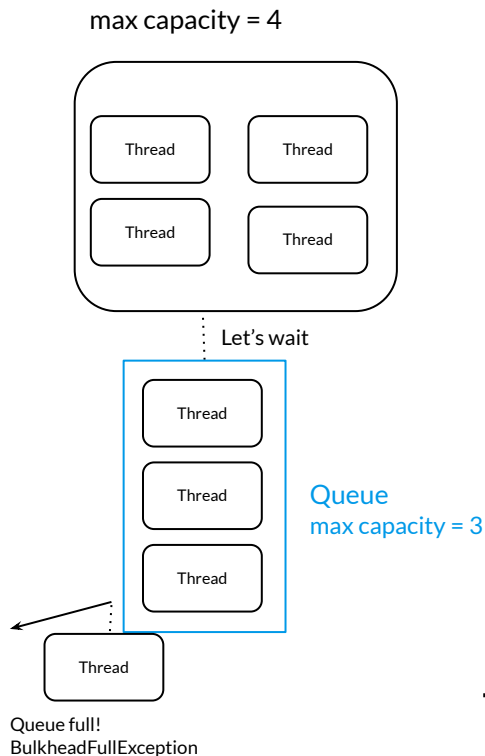 max capacity = 4
Thread
Thread
Thread
Thread
Let's wait
Thread
Thread
Queue
max capacity = 3
Thread
Thread
Queue full!
BulkheadFullException